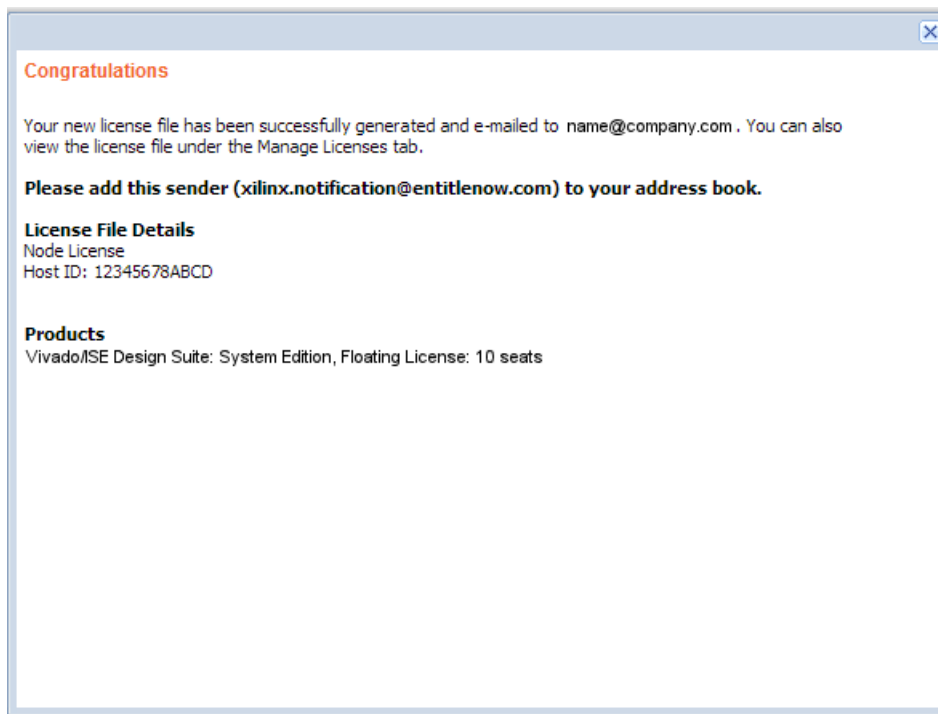 Congratulations
Your new license file has been successfully generated and e-mailed to name@company.com . You can also
view the license file under the Manage Licenses tab.
Please add this sender (xilinx.notification@entitlenow.com) to your address book.
License File Details
Node License
Host ID: 12345678ABCD
Products
Vivado/ISE Design Suite: System Edition, Floating License: 10 seats